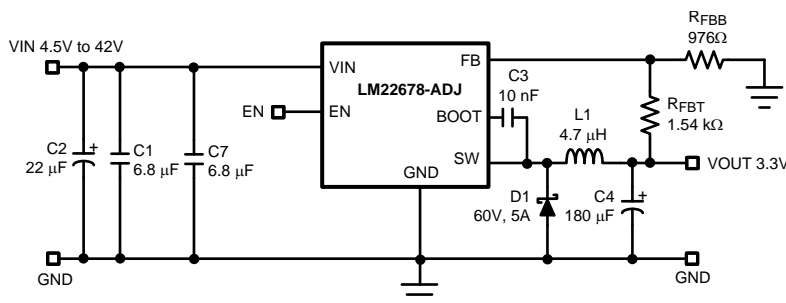 VIN 4.5V to 42V
C2
22 μF
+
C1
6.8 μF
C7
6.8 μF
EN
GND
VIN
EN
LM22678-ADJ
FB
BOOT
SW
GND
C3
10 nF
L1
4.7 μH
D1
60V, 5A
C4
180 μF
+
RFBB
976Ω
RFBT
1.54 kΩ
VOUT 3.3V
GND